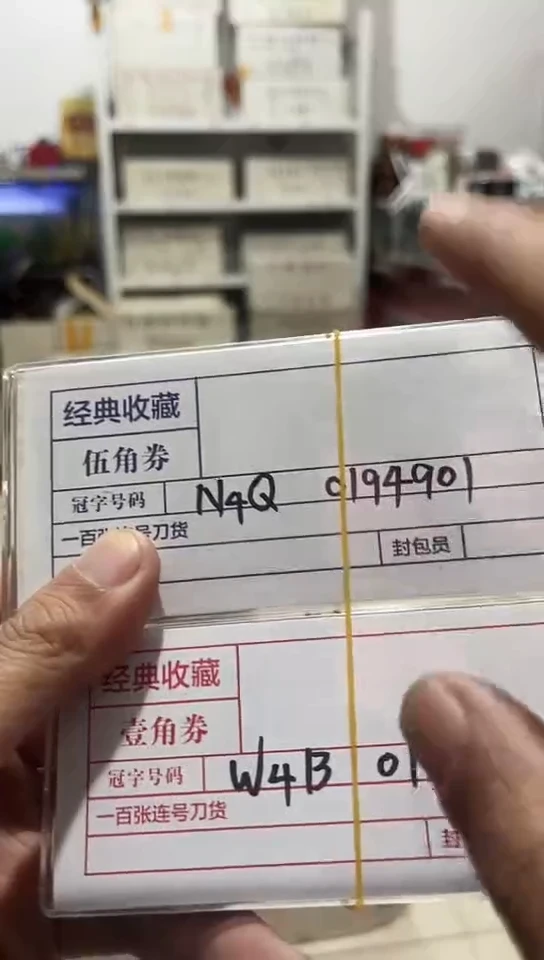 经典收藏
伍角券
冠字号码 N4Q 0194901
一百张连号刀货
封包员
经典收藏
壹角券
冠字号码 W4B 01
一百张连号刀货
封